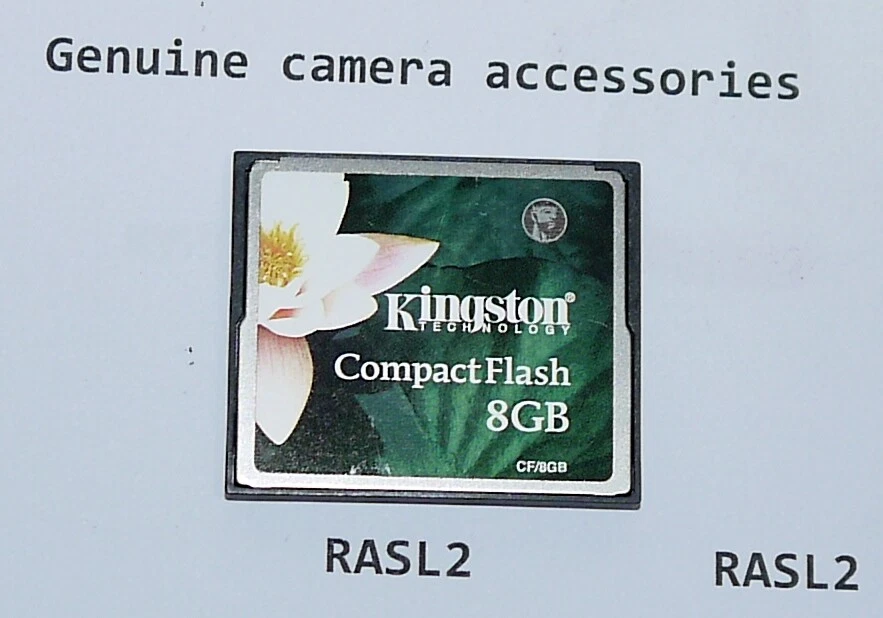 Genuine camera accessories
Kingston®
TECHNOLOGY
CompactFlash
8GB
CF/8GB
RASL2 RASL2